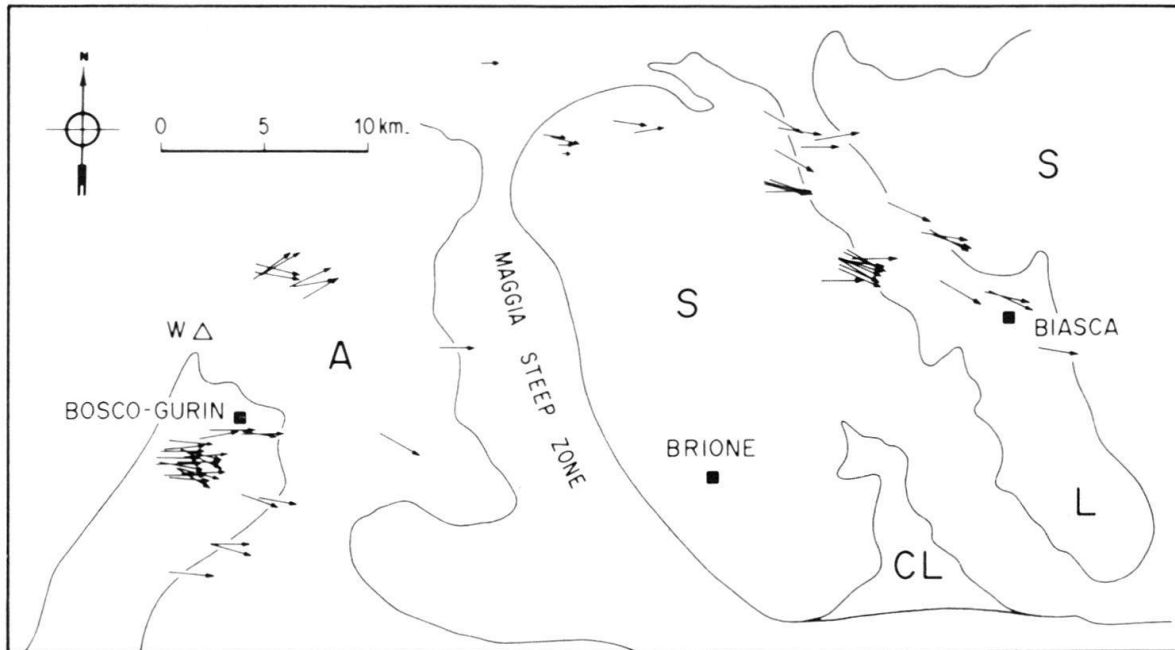 N
0 5 10 km.
S
MAGGIA STEEP ZONE
S
W
A
BIASCA
BOSCO-GURIN
BRIONE
L
CL